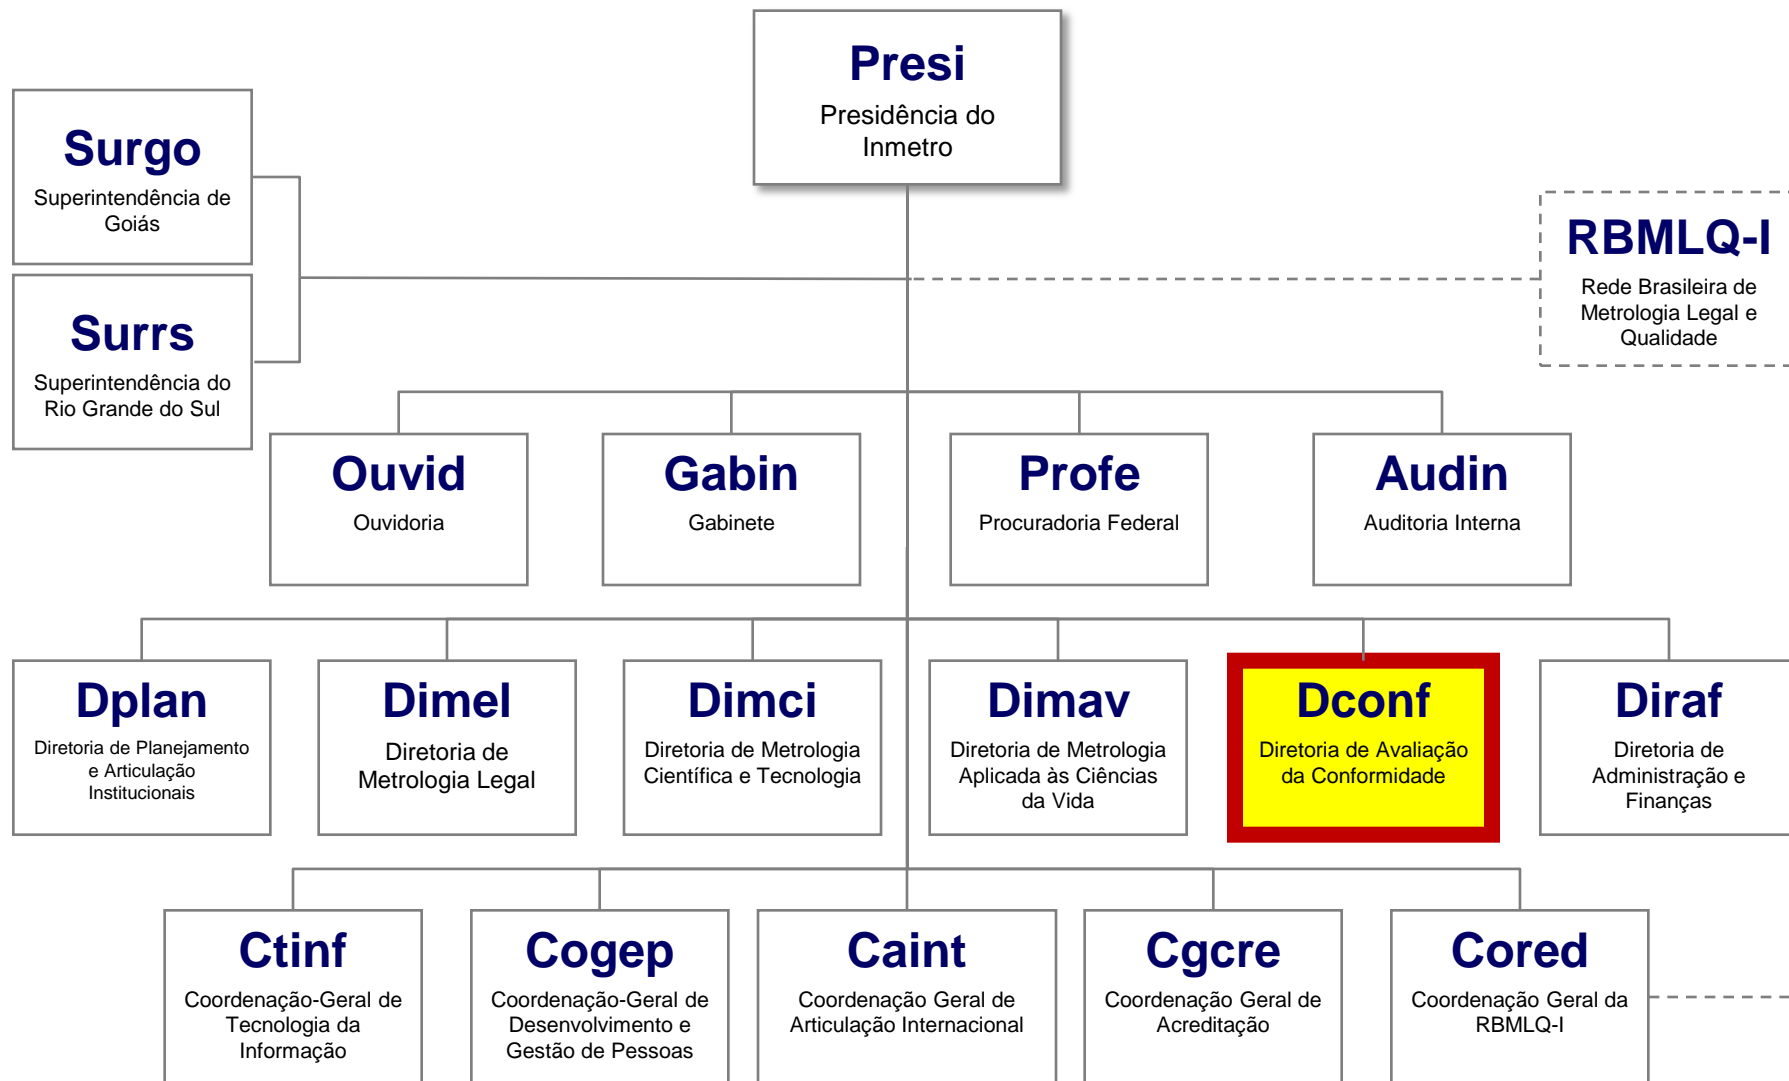 Presi
Presidência do
Inmetro
Surgo
Superintendência de
Goiás
RBMLQ-I
Rede Brasileira de
Metrologia Legal e
Qualidade
Surrs
Superintendência do
Rio Grande do Sul
Ouvid
Ouvidoria
Gabin
Gabinete
Profe
Procuradoria Federal
Audin
Auditoria Interna
Dplan
Diretoria de Planejamento
e Articulação
Institucionais
Dimel
Diretoria de
Metrologia Legal
Dimci
Diretoria de Metrologia
Científica e Tecnologia
Dimav
Diretoria de Metrologia
Aplicada às Ciências
da Vida
Dconf
Diretoria de Avaliação
da Conformidade
Diraf
Diretoria de
Administração e
Finanças
Ctinf
Coordenação-Geral de
Tecnologia da
Informação
Cogep
Coordenação-Geral de
Desenvolvimento e
Gestão de Pessoas
Caint
Coordenação Geral de
Articulação Internacional
Cgcre
Coordenação Geral de
Acreditação
Cored
Coordenação Geral da
RBMLQ-I